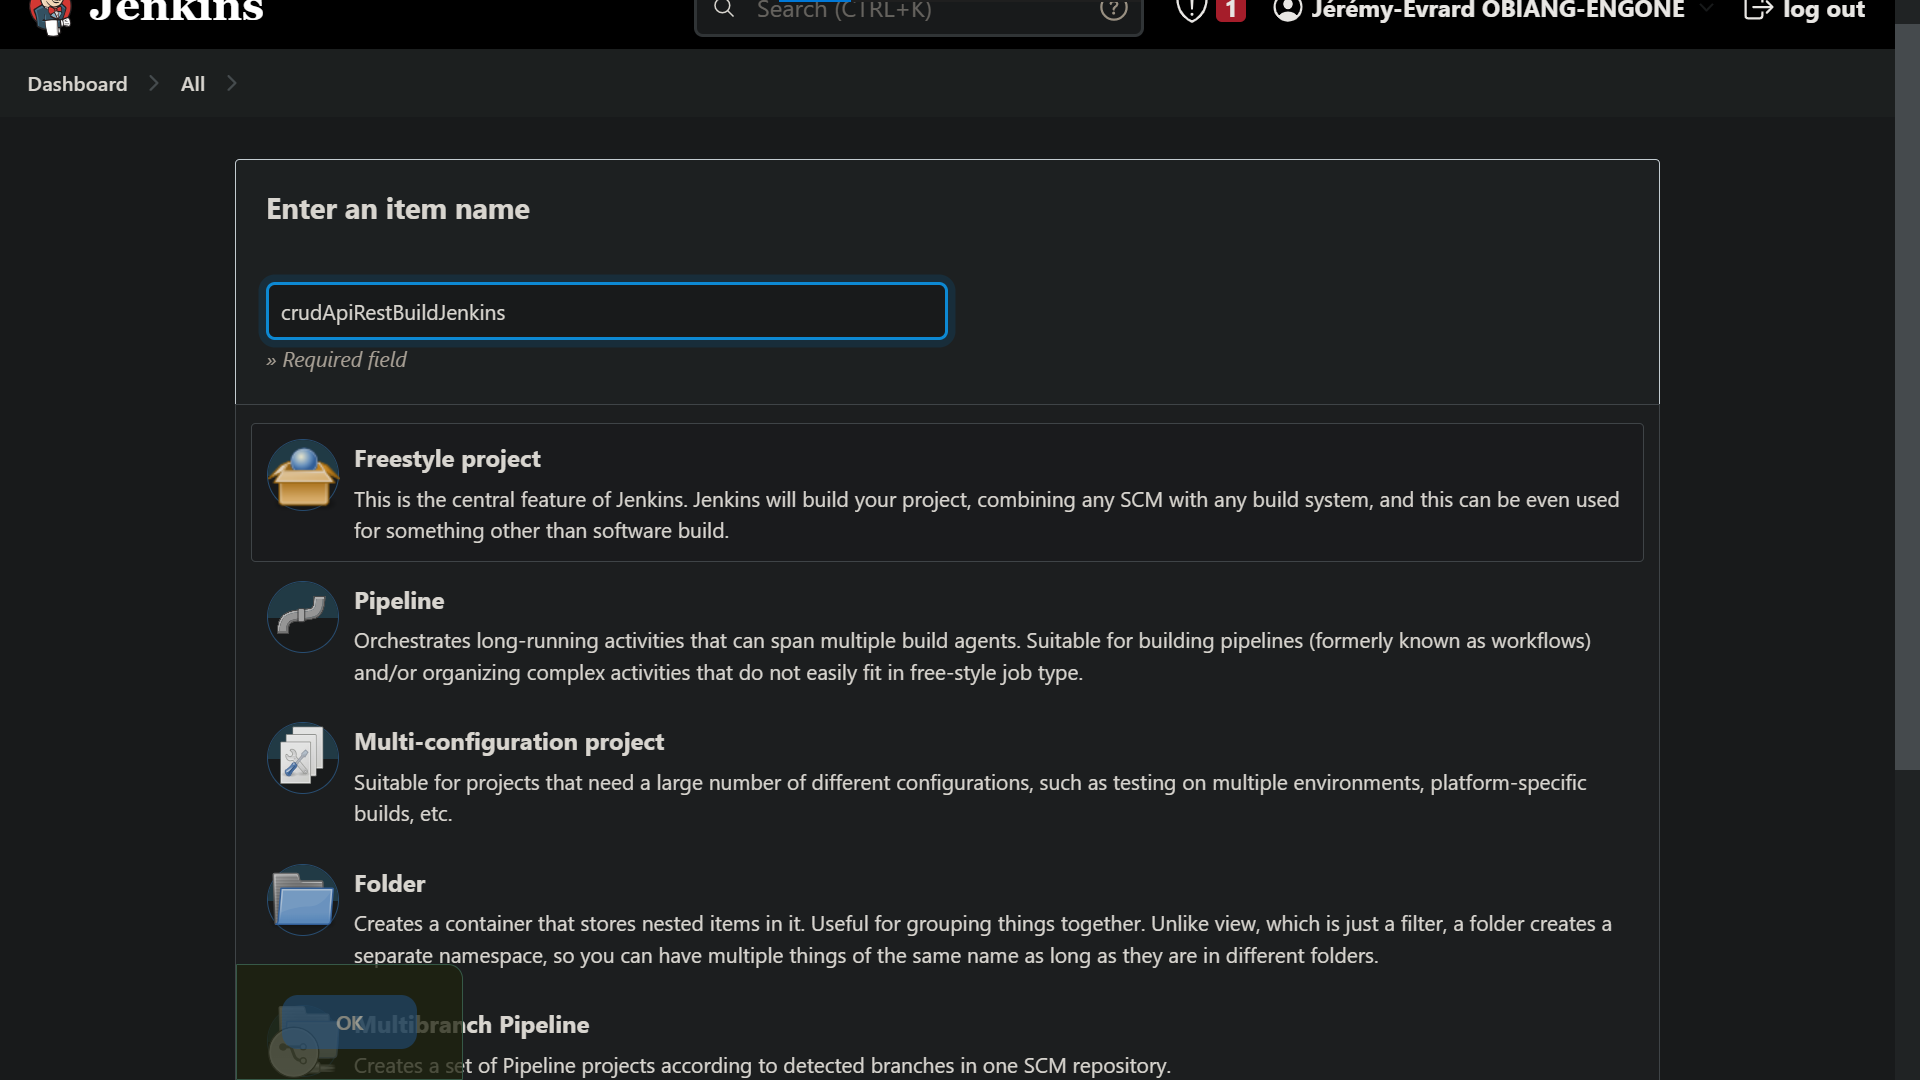 Jenkins
Search (CTRL+K)
1
Jérémy-Evrard OBIANG-ENGONE
log out
Dashboard
All
Enter an item name
crudApiRestBuildJenkins
» Required field
Freestyle project
This is the central feature of Jenkins. Jenkins will build your project, combining any SCM with any build system, and this can be even used
for something other than software build.
Pipeline
Orchestrates long-running activities that can span multiple build agents. Suitable for building pipelines (formerly known as workflows)
and/or organizing complex activities that do not easily fit in free-style job type.
Multi-configuration project
Suitable for projects that need a large number of different configurations, such as testing on multiple environments, platform-specific
builds, etc.
Folder
Creates a container that stores nested items in it. Useful for grouping things together. Unlike view, which is just a filter, a folder creates a
separate namespace, so you can have multiple things of the same name as long as they are in different folders.
OK
Multibranch Pipeline
Creates a set of Pipeline projects according to detected branches in one SCM repository.